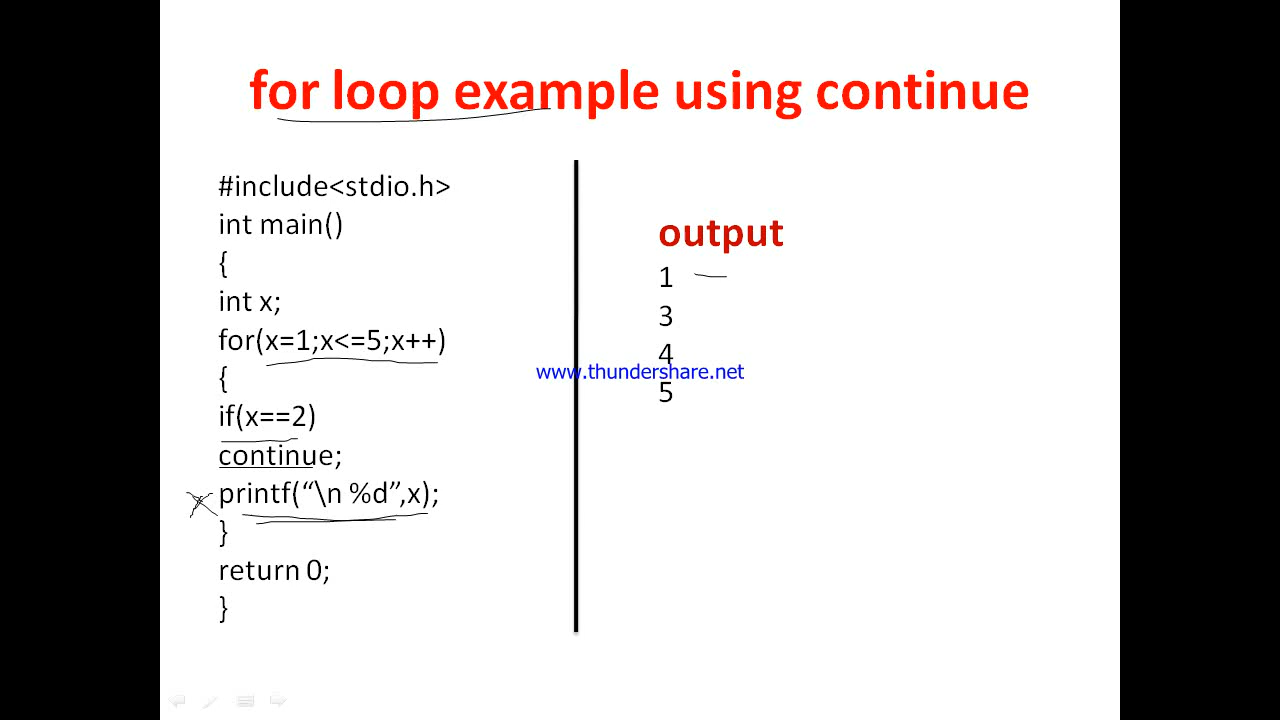 for loop example using continue
#include<stdio.h>
int main()
{
int x;
for(x=1;x<=5;x++)
{
if(x==2)
continue;
printf(“\n %d”,x);
}
return 0;
}
output
1
3
4
5
www.thundershare.net